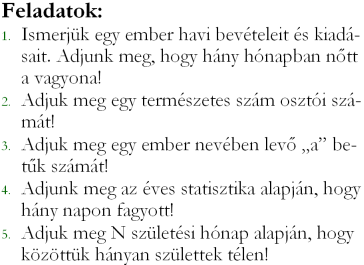 Feladatok:
1. Ismerjük egy ember havi bevételeit és kiadá-
sait. Adjunk meg, hogy hány hónapban nőtt
a vagyona!
2. Adjuk meg egy természetes szám osztói szá-
mát!
3. Adjuk meg egy ember nevében levő „a” be-
tűk számát!
4. Adjunk meg az éves statisztika alapján, hogy
hány napon fagyott!
5. Adjuk meg N születési hónap alapján, hogy
közöttük hányan születtek télen!